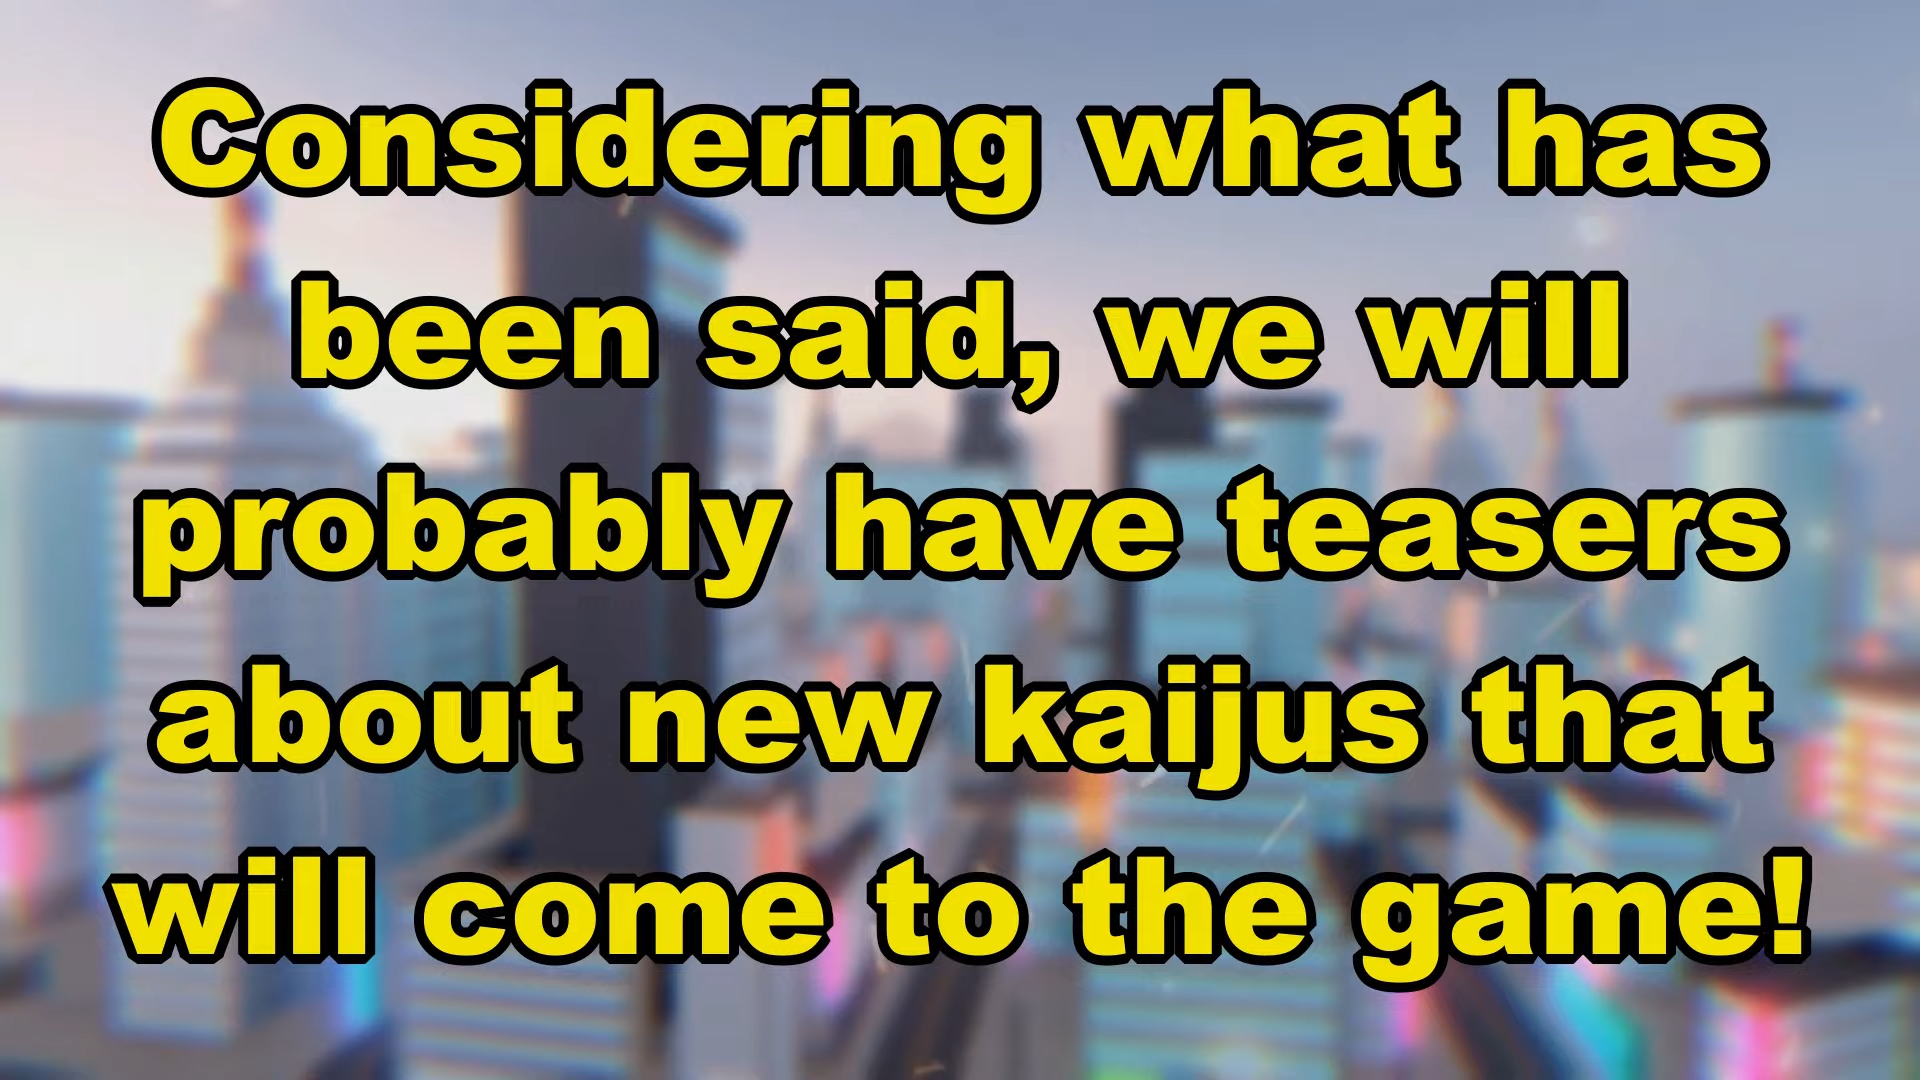 Considering what has
been said, we will
probably have teasers
about new kaijus that
will come to the game!